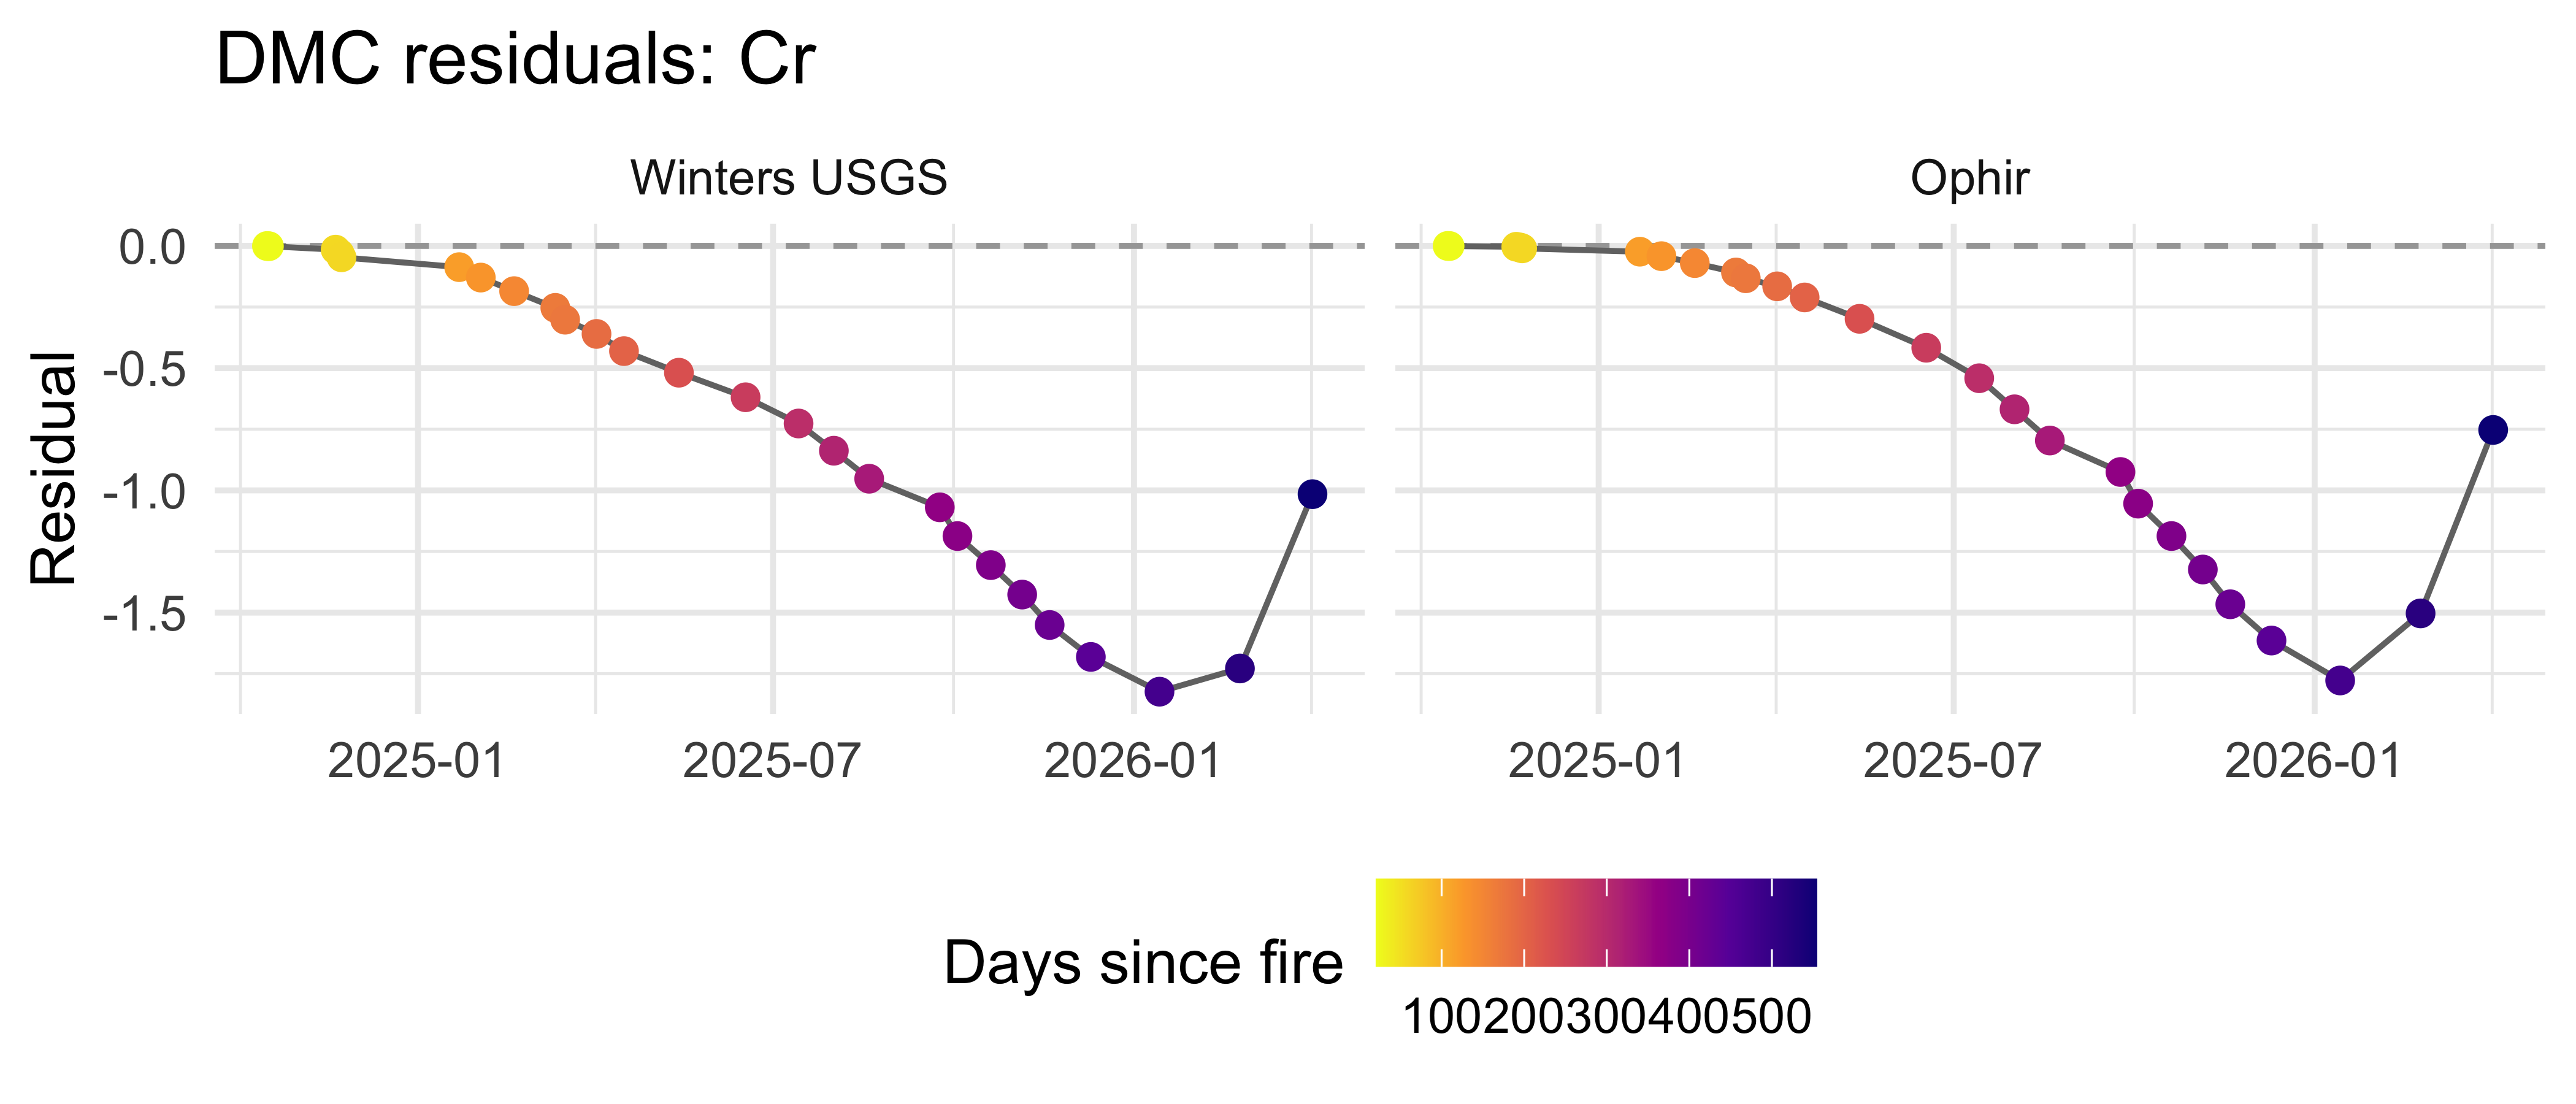 DMC residuals: Cr
Winters USGS
Ophir
Residual
0.0
-0.5
-1.0
-1.5
2025-01
2025-07
2026-01
2025-01
2025-07
2026-01
Days since fire
100200300400500